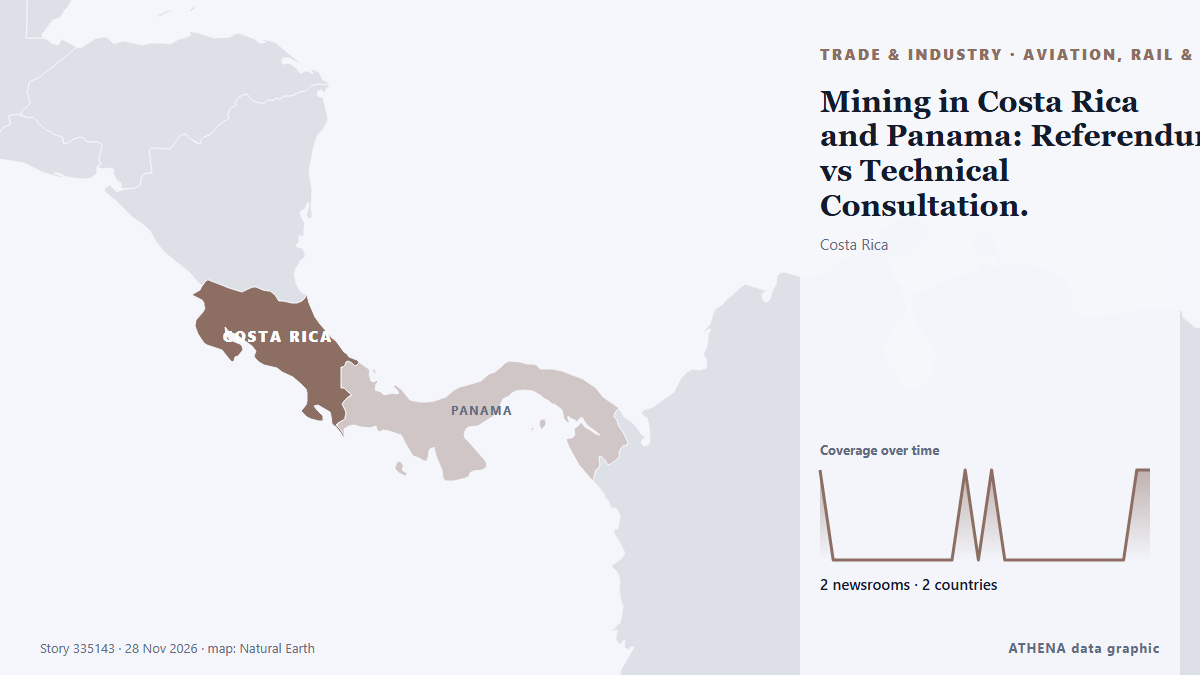 TRADE & INDUSTRY · AVIATION, RAIL &
Mining in Costa Rica
and Panama:
vs Technical
Consultation.
Costa Rica
COSTA RICA
PANAMA
Coverage over time
2 newsrooms · 2 countries
Story 335143 · 28 Nov 2026 · map: Natural Earth
ATHENA data graphic